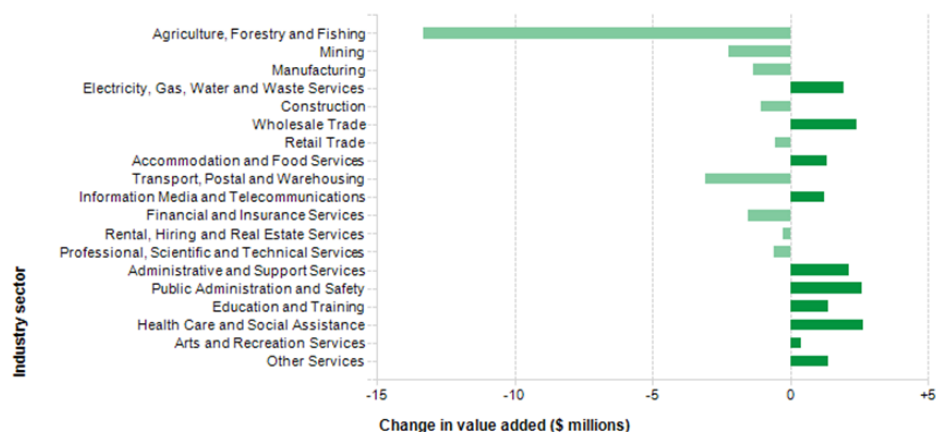 Agriculture, Forestry and Fishing
Mining
Manufacturing
Electricity, Gas, Water and Waste Services
Construction
Wholesale Trade
Retail Trade
Accommodation and Food Services
Transport, Postal and Warehousing
Information Media and Telecommunications
Financial and Insurance Services
Rental, Hiring and Real Estate Services
Professional, Scientific and Technical Services
Administrative and Support Services
Public Administration and Safety
Education and Training
Health Care and Social Assistance
Arts and Recreation Services
Other Services
Industry sector
-15 -10 -5 0 +5
Change in value added ($ millions)